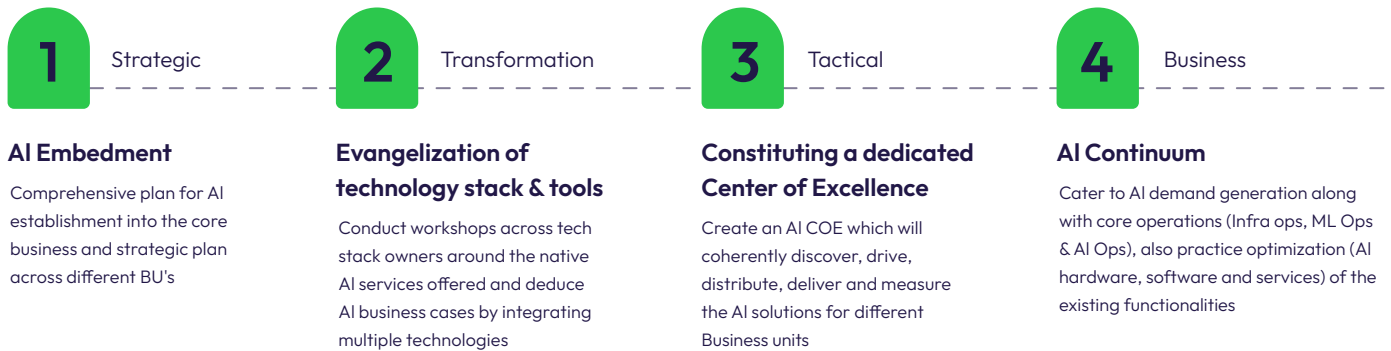 1 Strategic
AI Embedment
Comprehensive plan for AI
establishment into the core
business and strategic plan
across different BU's
2 Transformation
Evangelization of
technology stack & tools
Conduct workshops across tech
stack owners around the native
AI services offered and deduce
AI business cases by integrating
multiple technologies
3 Tactical
Constituting a dedicated
Center of Excellence
Create an AI COE which will
coherently discover, drive,
distribute, deliver and measure
the AI solutions for different
Business units
4 Business
AI Continuum
Cater to AI demand generation along
with core operations (Infra ops, ML Ops
& AI Ops), also practice optimization (AI
hardware, software and services) of the
existing functionalities